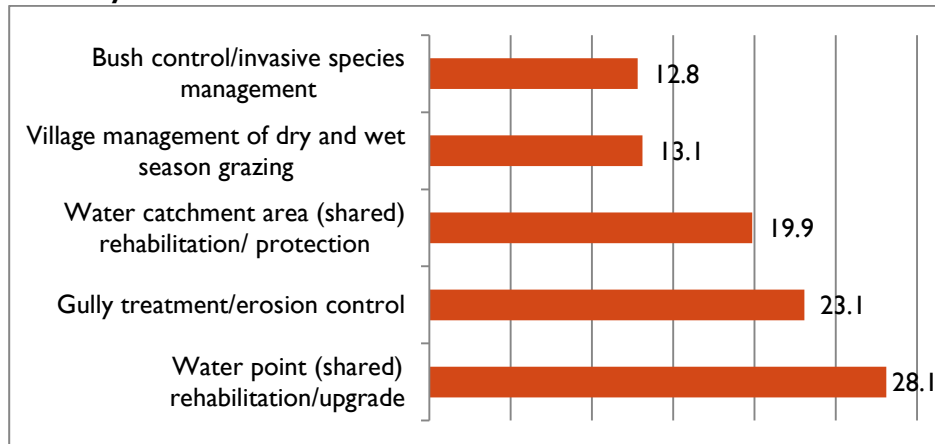 Bush control/invasive species
management
12.8
Village management of dry and wet
season grazing
13.1
Water catchment area (shared)
rehabilitation/ protection
19.9
Gully treatment/erosion control
23.1
Water point (shared)
rehabilitation/upgrade
28.1